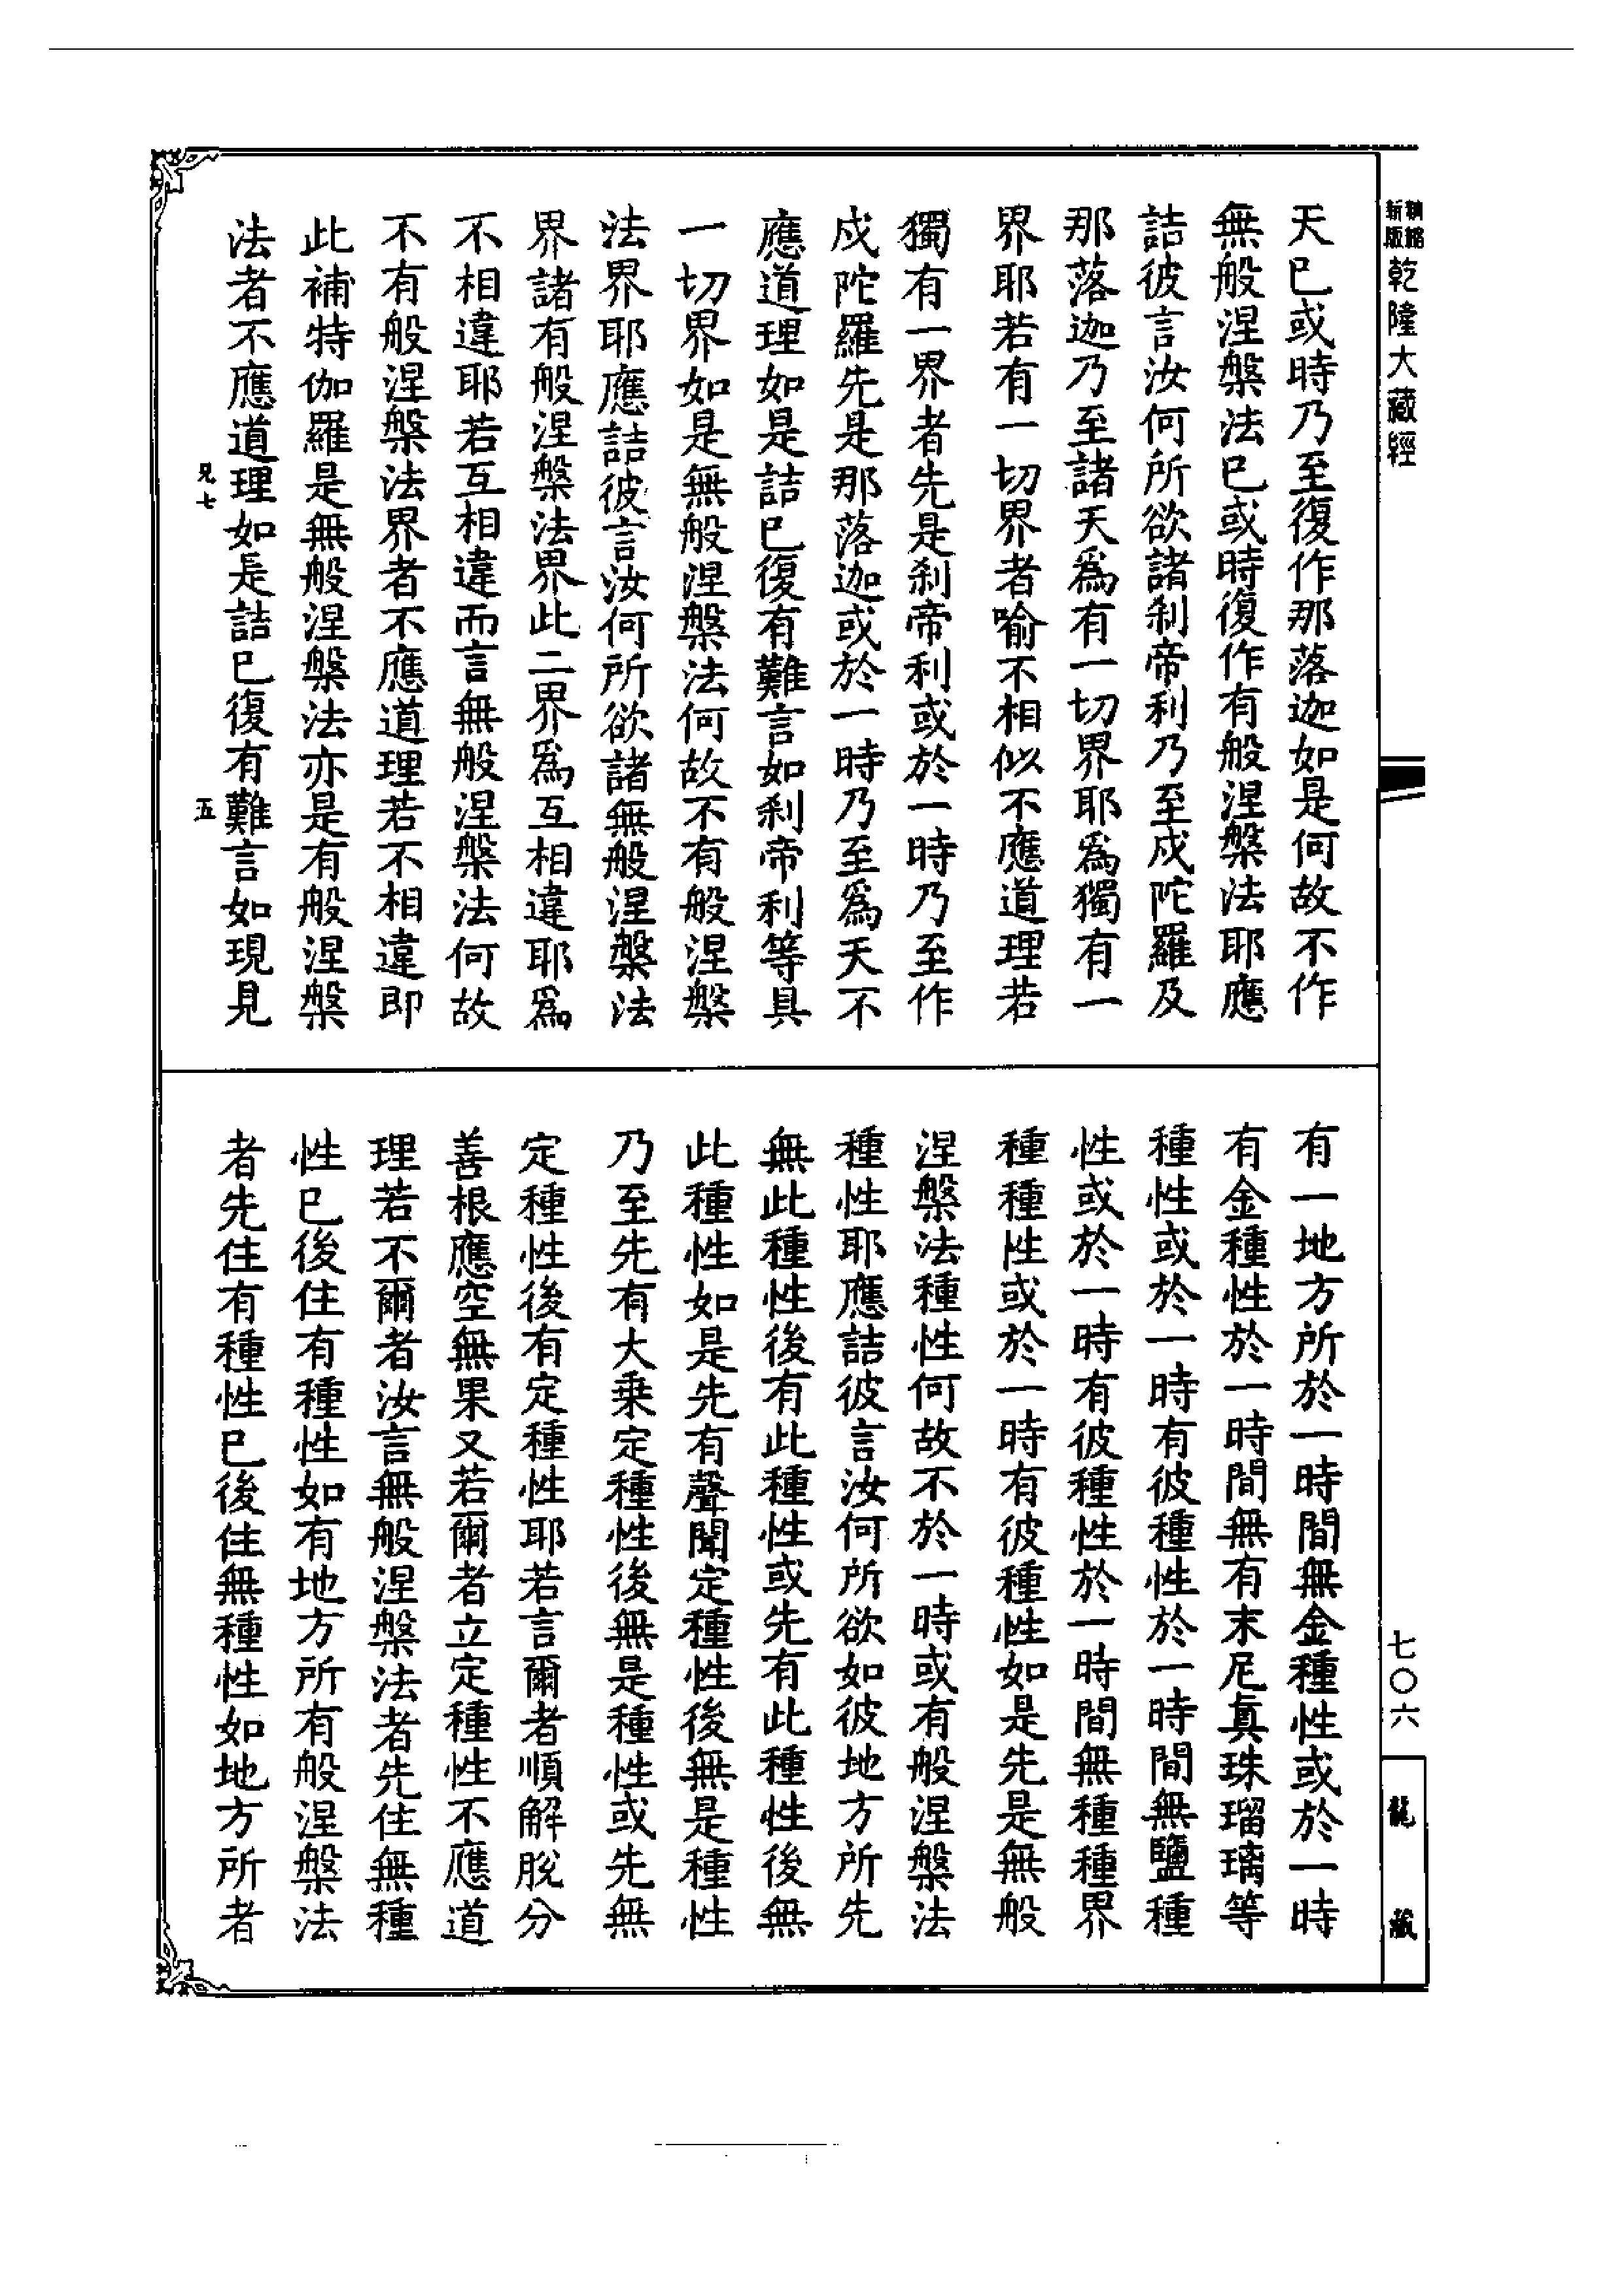 精縮新版乾隆大藏經
天已或時乃至復作那落迦如是何故不作
無般涅槃法已或時復作有般涅槃法耶應
詰彼言汝何所欲諸剎帝利乃至戍陀羅及
那落迦乃至諸天爲有一切界耶爲獨有一
界耶若有一切界者喻不相似不應道理若
獨有一界者先是剎帝利或於一時乃至作
戍陀羅先是那落迦或於一時乃至爲天不
應道理如是詰已復有難言如剎帝利等具
一切界如是無般涅槃法何故不有般涅槃
法界耶應詰彼言汝何所欲諸無般涅槃法
界諸有般涅槃法界此二界爲互相違耶爲
不相違耶若互相違而言無般涅槃法何故
不有般涅槃法界者不應道理若不相違即
此補特伽羅是無般涅槃法亦是有般涅槃
法者不應道理如是詰已復有難言如現見
兄七 五
有一地方所於一時間無金種性或於一時
有金種性於一時間無有末尼眞珠瑠璃等
種性或於一時有彼種性於一時間無鹽種
性或於一時有彼種性於一時間無種種界
種種性或於一時有彼種性如是先是無般
涅槃法種性何故不於一時或有般涅槃法
種性耶應詰彼言汝何所欲如彼地方所先
無此種性後有此種性或先有此種性後無
此種性如是先有聲聞定種性後無是種性
乃至先有大乗定種性後無是種性或先無
定種性後有定種性耶若言爾者順解脫分
善根應空無果又若爾者立定種性不應道
理若不爾者汝言無般涅槃法者先住無種
性已後住有種性如有地方所有般涅槃法
者先住有種性已後住無種性如地方所者
七〇六
龍藏